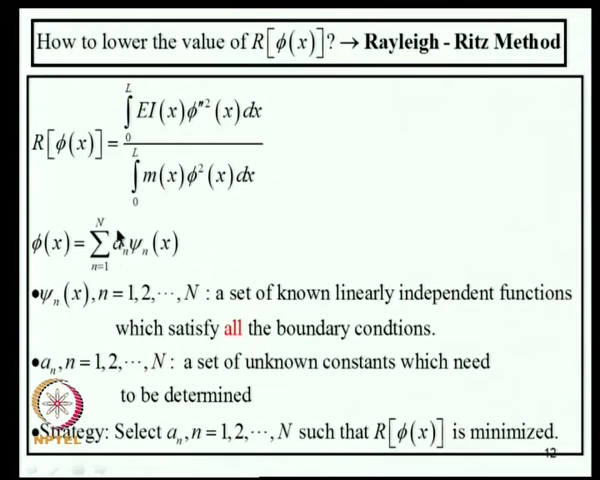 How to lower the value of R[ϕ(x)]? → Rayleigh - Ritz Method
R[ϕ(x)] = ∫₀ᴸ EI(x)ϕ″²(x)dx / ∫₀ᴸ m(x)ϕ²(x)dx
ϕ(x) = ∑ₙ₌₁ᴺ aₙψₙ(x)
•ψₙ(x), n = 1, 2, ⋯, N : a set of known linearly independent functions
which satisfy all the boundary condtions.
•aₙ, n = 1, 2, ⋯, N : a set of unknown constants which need
to be determined
•Strategy: Select aₙ, n = 1, 2, ⋯, N such that R[ϕ(x)] is minimized.
NPTEL
12